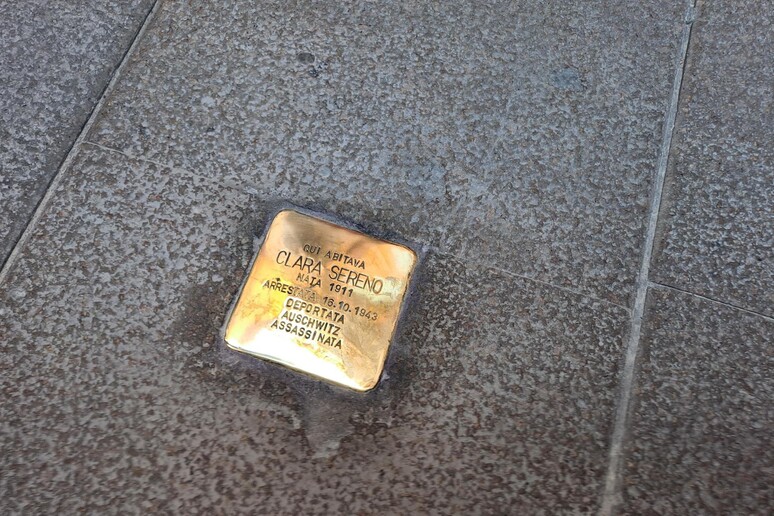 QUI ABITAVA
CLARA SERENO
NATA 1911
ARRESTATA 16.10.1943
DEPORTATA
AUSCHWITZ
ASSASSINATA